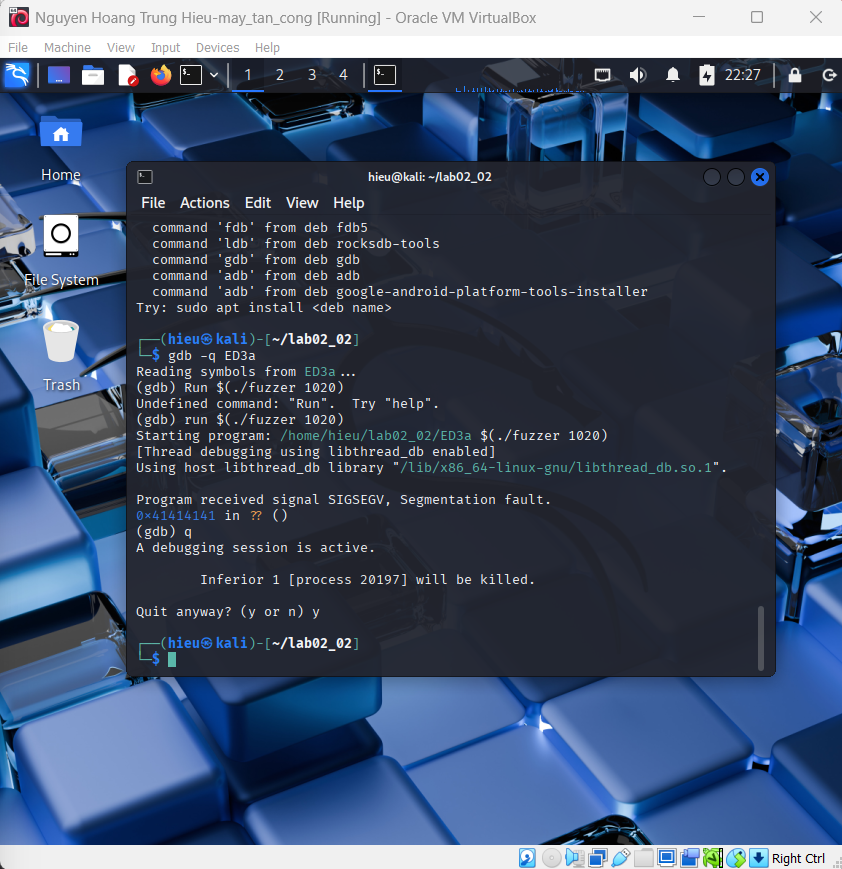 Nguyen Hoang Trung Hieu-may_tan_cong [Running] - Oracle VM VirtualBox
File Machine View Input Devices Help
1 2 3 4 22:27
Home
File System
Trash
hieu@kali: ~/lab02_02
File Actions Edit View Help
command 'fdb' from deb fdb5
command 'ldb' from deb rocksdb-tools
command 'gdb' from deb gdb
command 'adb' from deb adb
command 'adb' from deb google-android-platform-tools-installer
Try: sudo apt install <deb name>
┌──(hieu㉿kali)-[~/lab02_02]
└─$ gdb -q ED3a
Reading symbols from ED3a...
(gdb) Run $(./fuzzer 1020)
Undefined command: "Run". Try "help".
(gdb) run $(./fuzzer 1020)
Starting program: /home/hieu/lab02_02/ED3a $(./fuzzer 1020)
[Thread debugging using libthread_db enabled]
Using host libthread_db library "/lib/x86_64-linux-gnu/libthread_db.so.1".
Program received signal SIGSEGV, Segmentation fault.
0x41414141 in ?? ()
(gdb) q
A debugging session is active.
Inferior 1 [process 20197] will be killed.
Quit anyway? (y or n) y
┌──(hieu㉿kali)-[~/lab02_02]
└─$
Right Ctrl